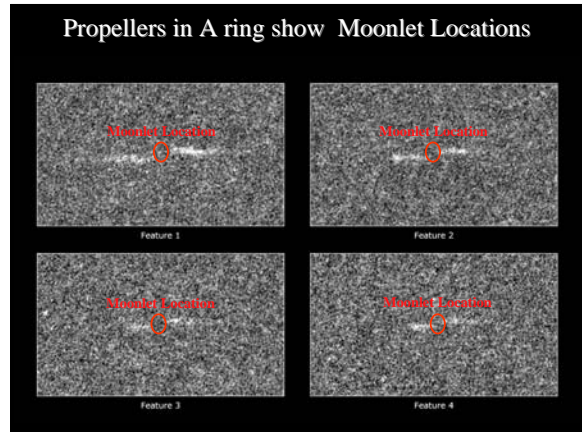 Propellers in A ring show Moonlet Locations
Moonlet Location
Moonlet Location
Feature 1
Feature 2
Moonlet Location
Moonlet Location
Feature 3
Feature 4